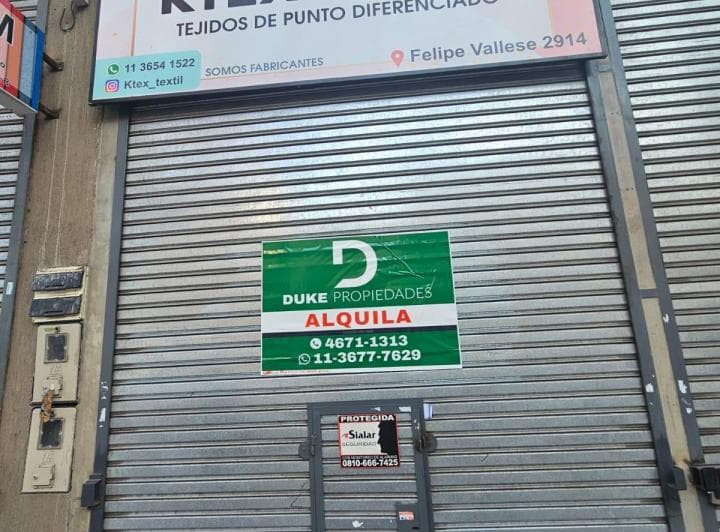 TEJIDOS DE PUNTO DIFERENCIADO
11 3654 1522
Ktex_textil
SOMOS FABRICANTES
Felipe Vallese 2914
D
DUKE PROPIEDADES
ALQUILA
4671-1313
11-3677-7629
PROTEGIDA
Sialar
SEGURIDAD
0810-666-7425